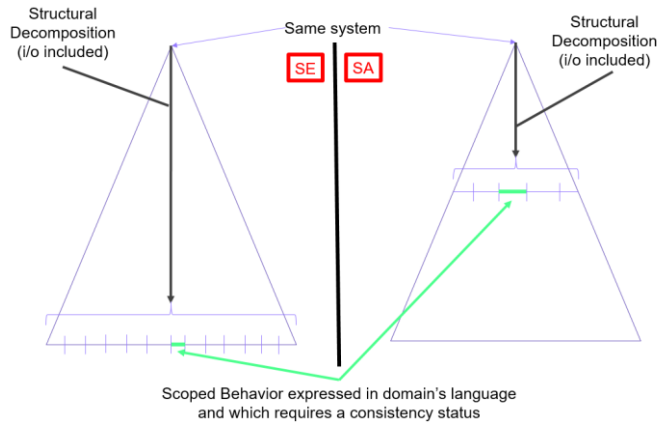 Structural
Decomposition
(i/o included)
Same system
Structural
Decomposition
(i/o included)
SE
SA
Scoped Behavior expressed in domain's language
and which requires a consistency status